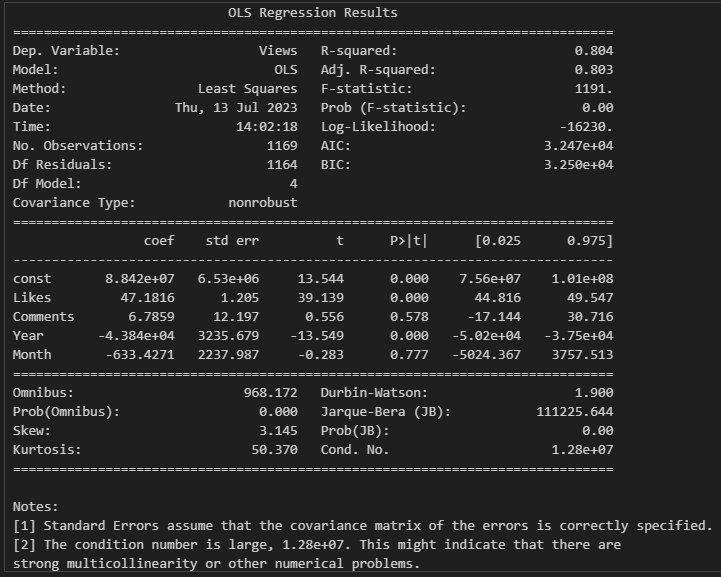 OLS Regression Results
==============================================================================
Dep. Variable: Views R-squared: 0.804
Model: OLS Adj. R-squared: 0.803
Method: Least Squares F-statistic: 1191.
Date: Thu, 13 Jul 2023 Prob (F-statistic): 0.00
Time: 14:02:18 Log-Likelihood: -16230.
No. Observations: 1169 AIC: 3.247e+04
Df Residuals: 1164 BIC: 3.250e+04
Df Model: 4
Covariance Type: nonrobust
==============================================================================
coef std err t P>|t| [0.025 0.975]
------------------------------------------------------------------------------
const 8.842e+07 6.53e+06 13.544 0.000 7.56e+07 1.01e+08
Likes 47.1816 1.205 39.139 0.000 44.816 49.547
Comments 6.7859 12.197 0.556 0.578 -17.144 30.716
Year -4.384e+04 3235.679 -13.549 0.000 -5.02e+04 -3.75e+04
Month -633.4271 2237.987 -0.283 0.777 -5024.367 3757.513
==============================================================================
Omnibus: 968.172 Durbin-Watson: 1.900
Prob(Omnibus): 0.000 Jarque-Bera (JB): 111225.644
Skew: 3.145 Prob(JB): 0.00
Kurtosis: 50.370 Cond. No. 1.28e+07
==============================================================================
Notes:
[1] Standard Errors assume that the covariance matrix of the errors is correctly specified.
[2] The condition number is large, 1.28e+07. This might indicate that there are
strong multicollinearity or other numerical problems.